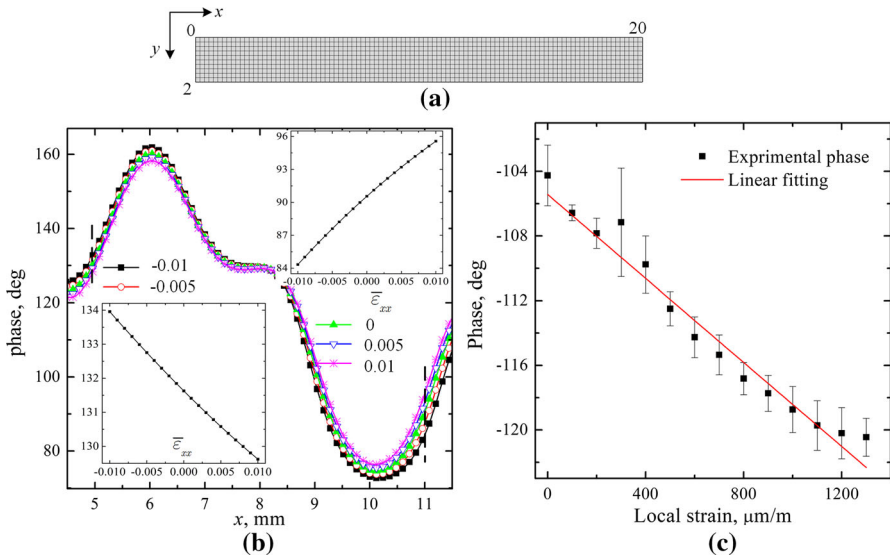 0 x 20
y
2
(a)
160
140
120
100
80
phase, deg
5 6 7 8 9 10 11
x, mm
-0.01
-0.005
0
0.005
0.01
96
93
90
87
84
-0.010 -0.005 0.000 0.005 0.010
ε̅xx
134
133
132
131
130
-0.010 -0.005 0.000 0.005 0.010
ε̅xx
(b)
-104
-108
-112
-116
-120
Phase, deg
Exprimental phase
Linear fitting
0 400 800 1200
Local strain, μm/m
(c)